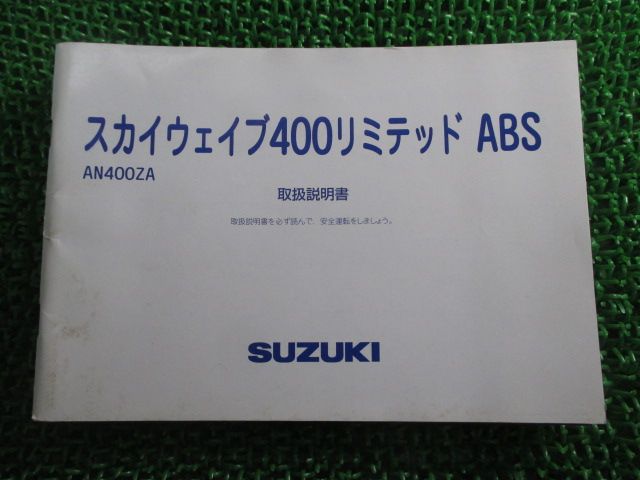 スカイウェイブ400リミテッド ABS
AN400ZA
取扱説明書
取扱説明書を必ず読んで、安全運転をしましょう。
SUZUKI